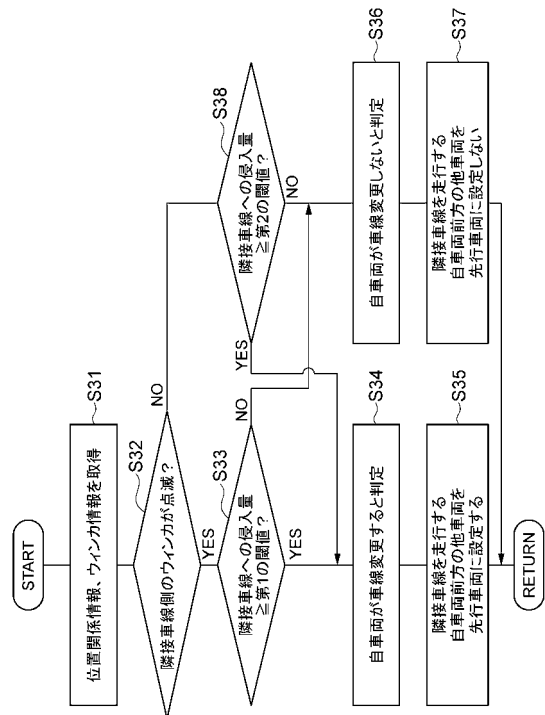 START
S31
位置関係情報、ウィンカ情報を取得
S32
隣接車線側のウィンカが点滅？
NO
YES
S33
隣接車線への侵入量
≧第1の閾値？
NO
YES
S38
隣接車線への侵入量
≧第2の閾値？
YES
NO
S34
自車両が車線変更すると判定
S36
自車両が車線変更しないと判定
S35
隣接車線を走行する
自車両前方の他車両を
先行車両に設定する
S37
隣接車線を走行する
自車両前方の他車両を
先行車両に設定しない
RETURN